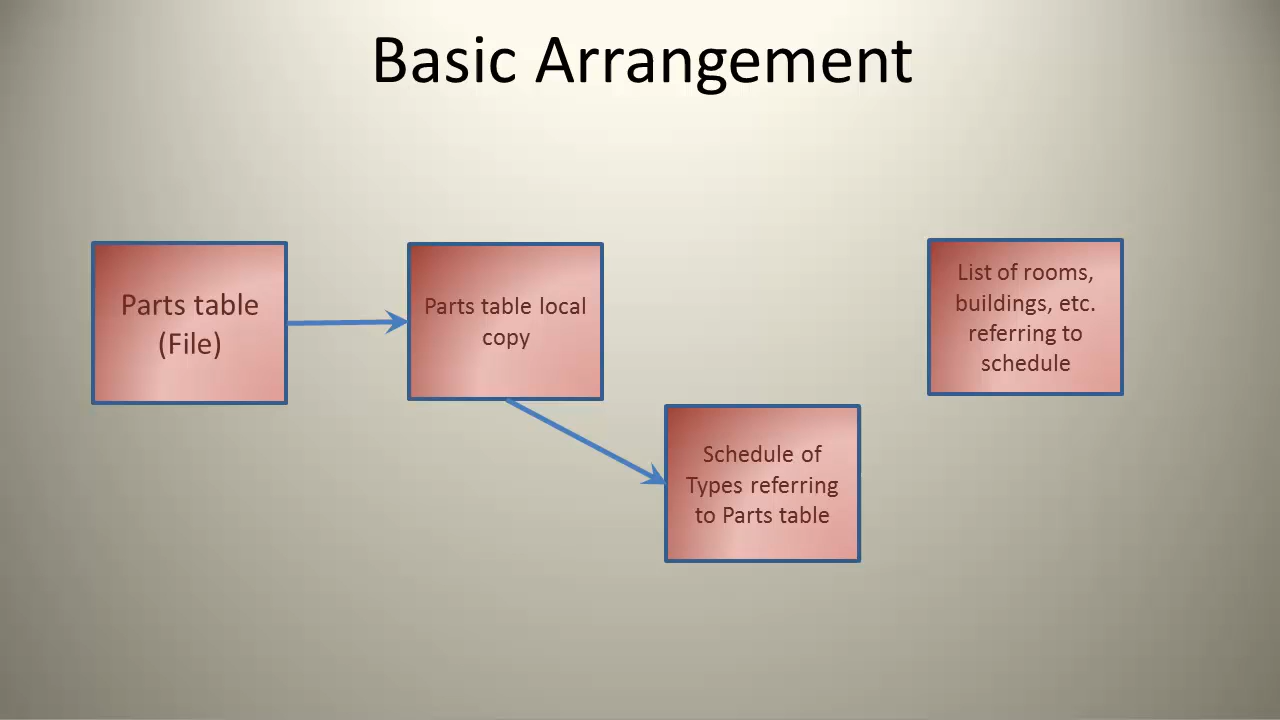 Basic Arrangement
Parts table
(File)
Parts table local
copy
List of rooms,
buildings, etc.
referring to
schedule
Schedule of
Types referring
to Parts table